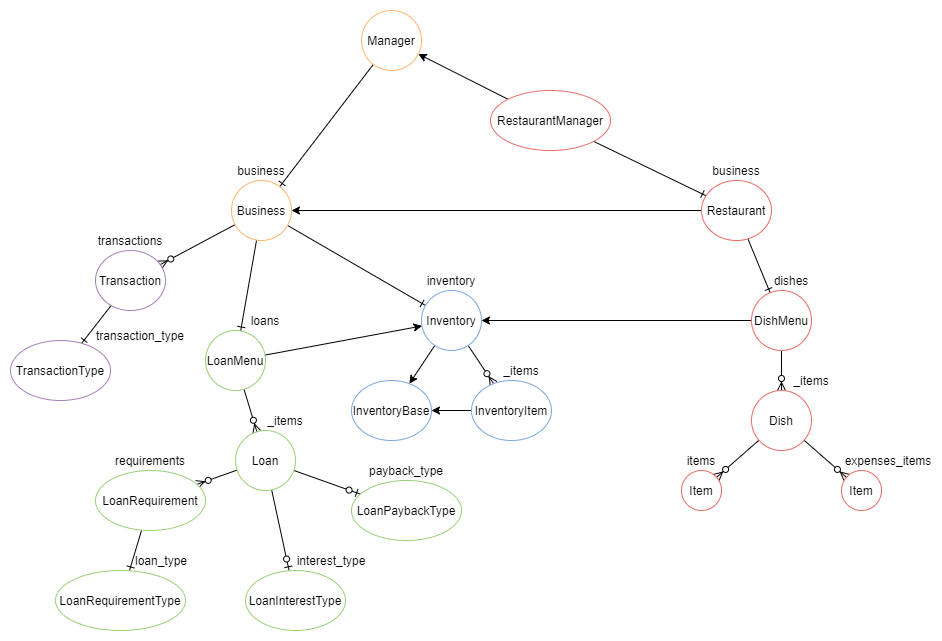 Manager
RestaurantManager
business
business
Business
Restaurant
transactions
Transaction
inventory
dishes
loans
Inventory
DishMenu
transaction_type
LoanMenu
TransactionType
_items
_items
InventoryBase
InventoryItem
_items
Dish
requirements
Loan
payback_type
items
expenses_items
LoanRequirement
LoanPaybackType
Item
Item
loan_type
interest_type
LoanRequirementType
LoanInterestType